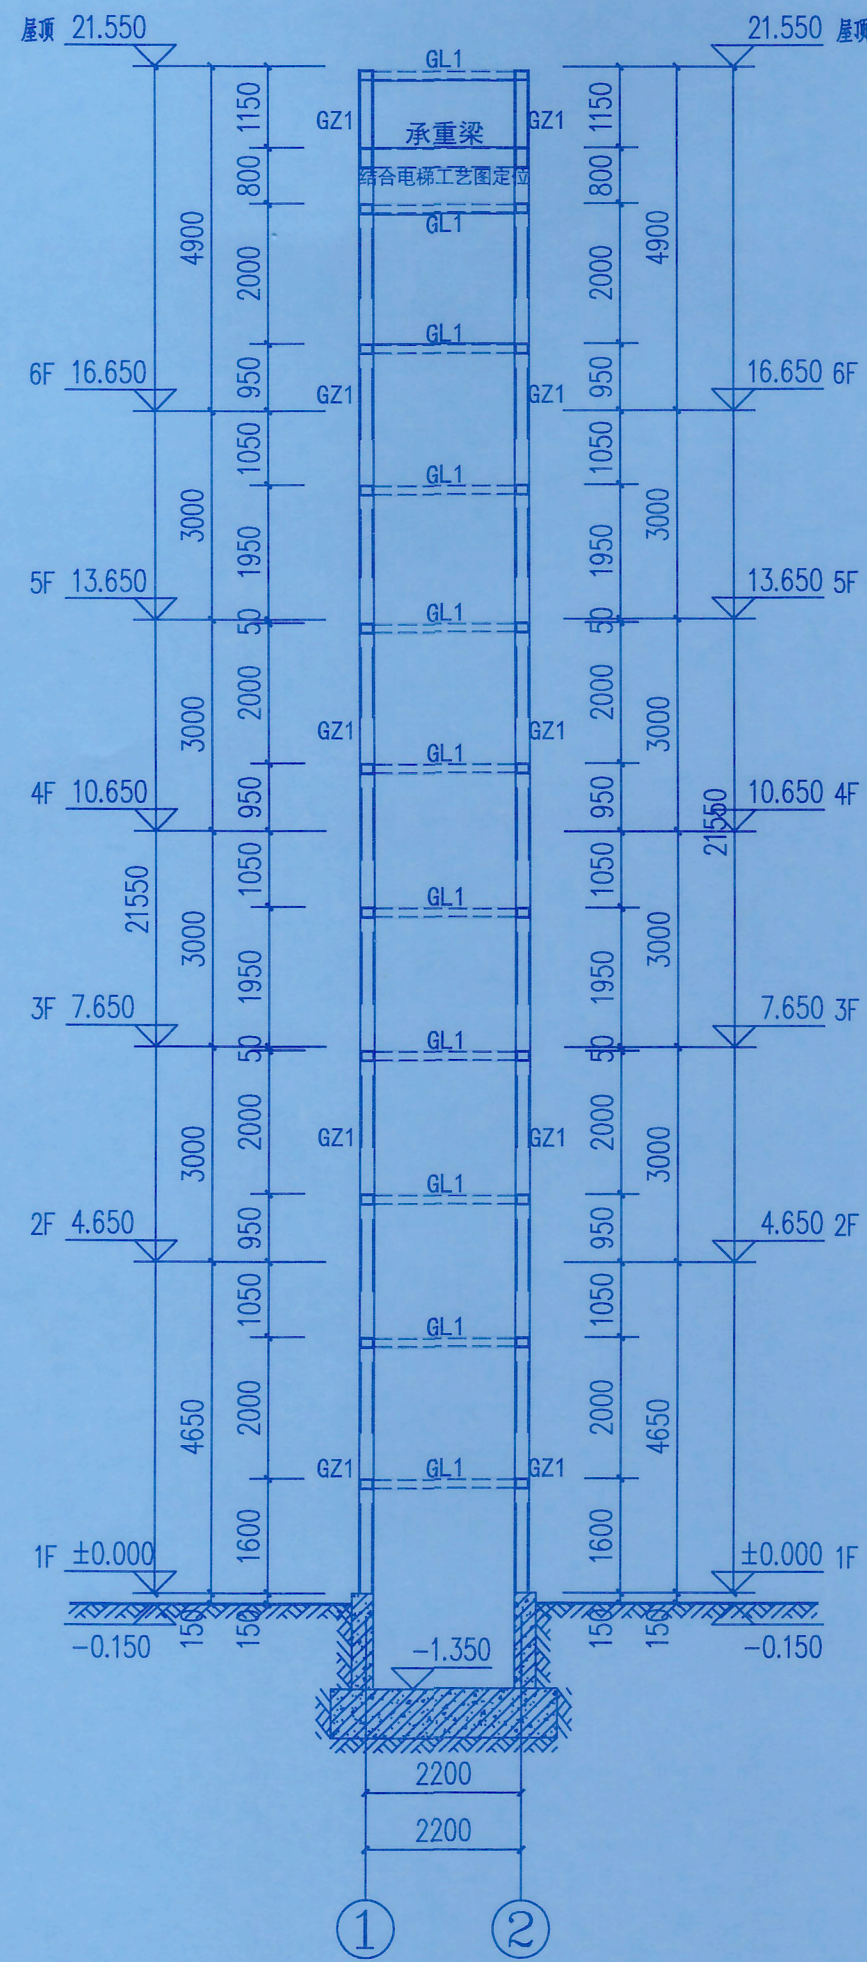 屋顶 21.550
21.550 屋顶
GL1
1150
GZ1
GZ1
1150
承重梁
800
结合电梯工艺图定位
800
GL1
4900
2000
2000
4900
GL1
6F 16.650
950
GZ1
GZ1
950
16.650 6F
1050
1050
GL1
3000
1950
1950
3000
5F 13.650
13.650 5F
50
GL1
50
3000
2000
GZ1
GZ1
2000
3000
GL1
4F 10.650
950
950
21550
10.650 4F
1050
1050
21550
GL1
3000
1950
1950
3000
3F 7.650
7.650 3F
50
GL1
50
3000
2000
GZ1
GZ1
2000
3000
GL1
2F 4.650
950
950
4.650 2F
1050
1050
GL1
4650
2000
2000
4650
GZ1
GL1
GZ1
1600
1600
1F ±0.000
±0.000 1F
-0.150
150
150
150
150
-0.150
-1.350
2200
2200
1
2